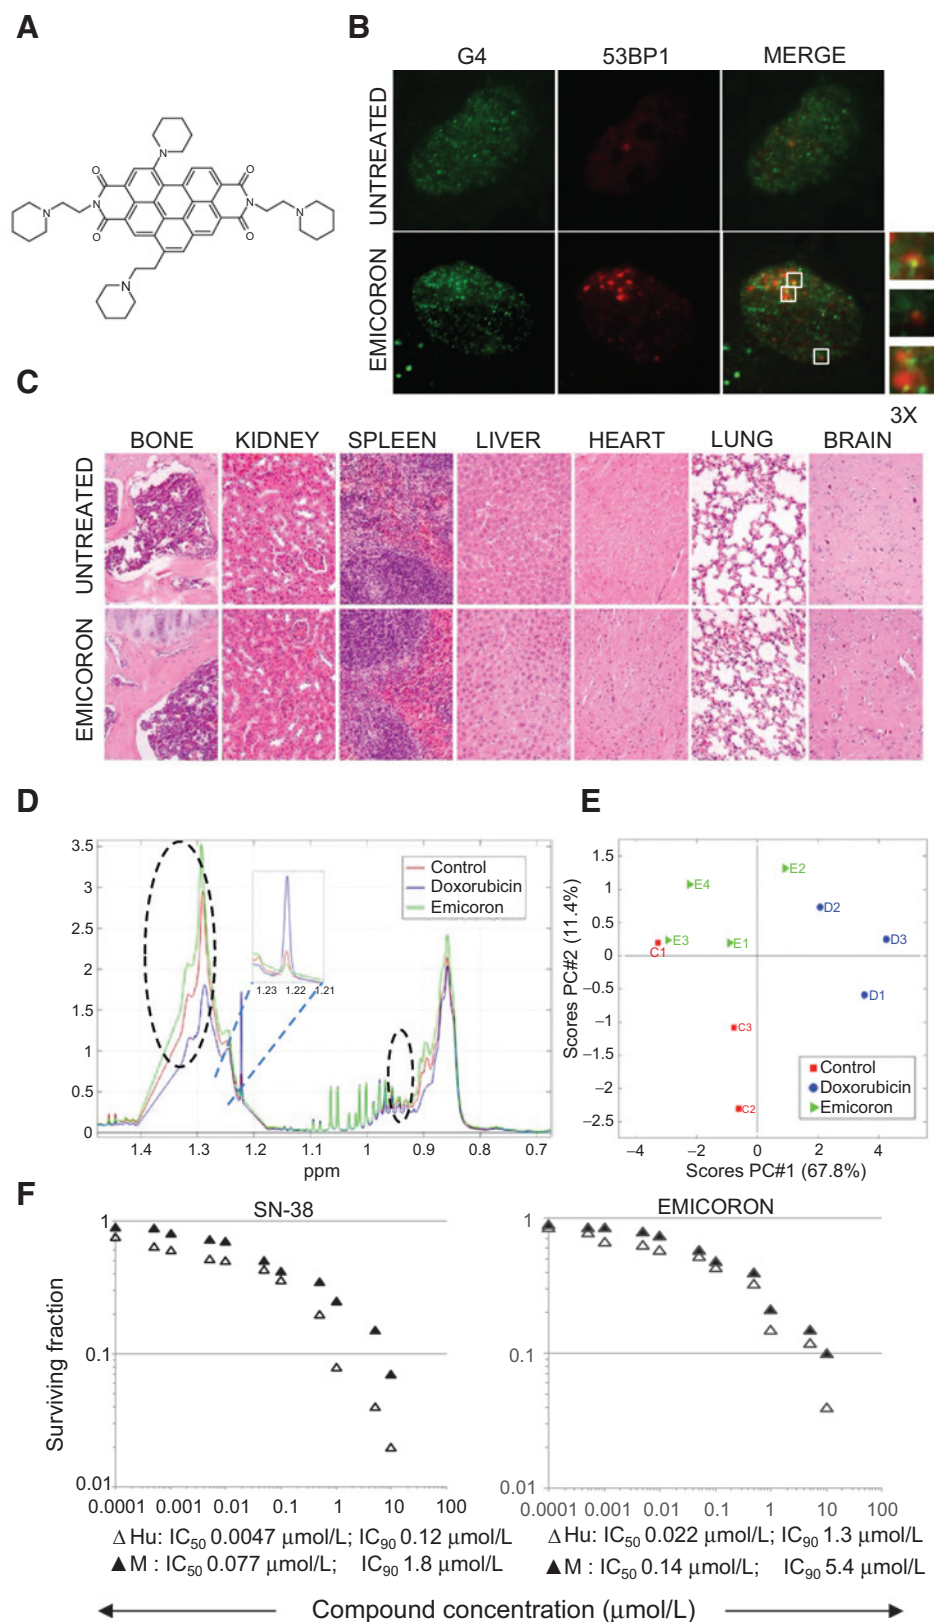 A
N
O
O
N
N
O
O
N
N
B
G4 53BP1 MERGE
UNTREATED
EMICORON
3X
C
BONE KIDNEY SPLEEN LIVER HEART LUNG BRAIN
UNTREATED
EMICORON
D
3.5
3
2.5
2
1.5
1
0.5
0
Control
Doxorubicin
Emicoron
1.23 1.22 1.21
1.4 1.3 1.2 1.1 1 0.9 0.8 0.7
ppm
E
Scores PC#2 (11.4%)
1.5
1
0.5
0
−0.5
−1
−1.5
−2
−2.5
E2
E4
D2
E3
E1
D3
C1
D1
C3
C2
Control
Doxorubicin
Emicoron
−4 −2 0 2 4
Scores PC#1 (67.8%)
F
SN-38
Surviving fraction
1
0.1
0.01
0.0001 0.001 0.01 0.1 1 10 100
△ Hu: IC50 0.0047 µmol/L; IC90 0.12 µmol/L
▲ M : IC50 0.077 µmol/L; IC90 1.8 µmol/L
EMICORON
1
0.1
0.01
0.0001 0.001 0.01 0.1 1 10 100
△ Hu: IC50 0.022 µmol/L; IC90 1.3 µmol/L
▲ M : IC50 0.14 µmol/L; IC90 5.4 µmol/L
Compound concentration (µmol/L)